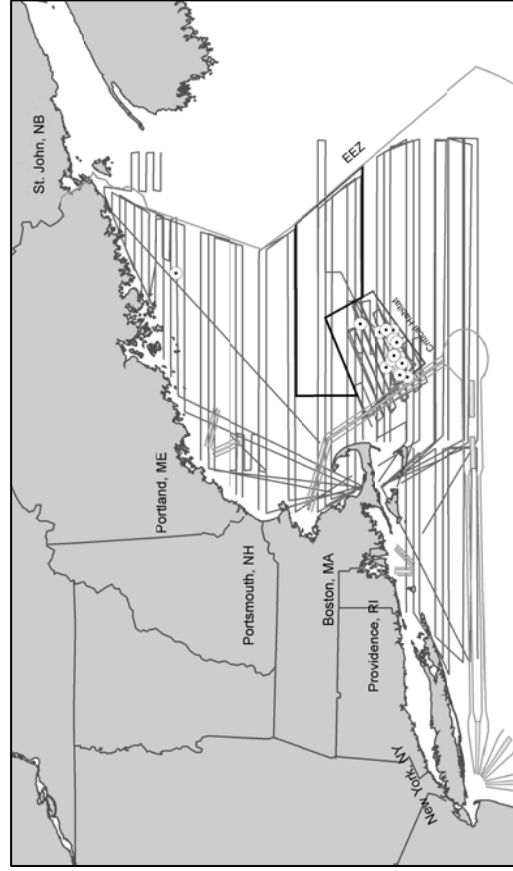 St. John, NB
EEZ
Portland, ME
Critical Habitat
Portsmouth, NH
Boston, MA
Providence, RI
New York, NY